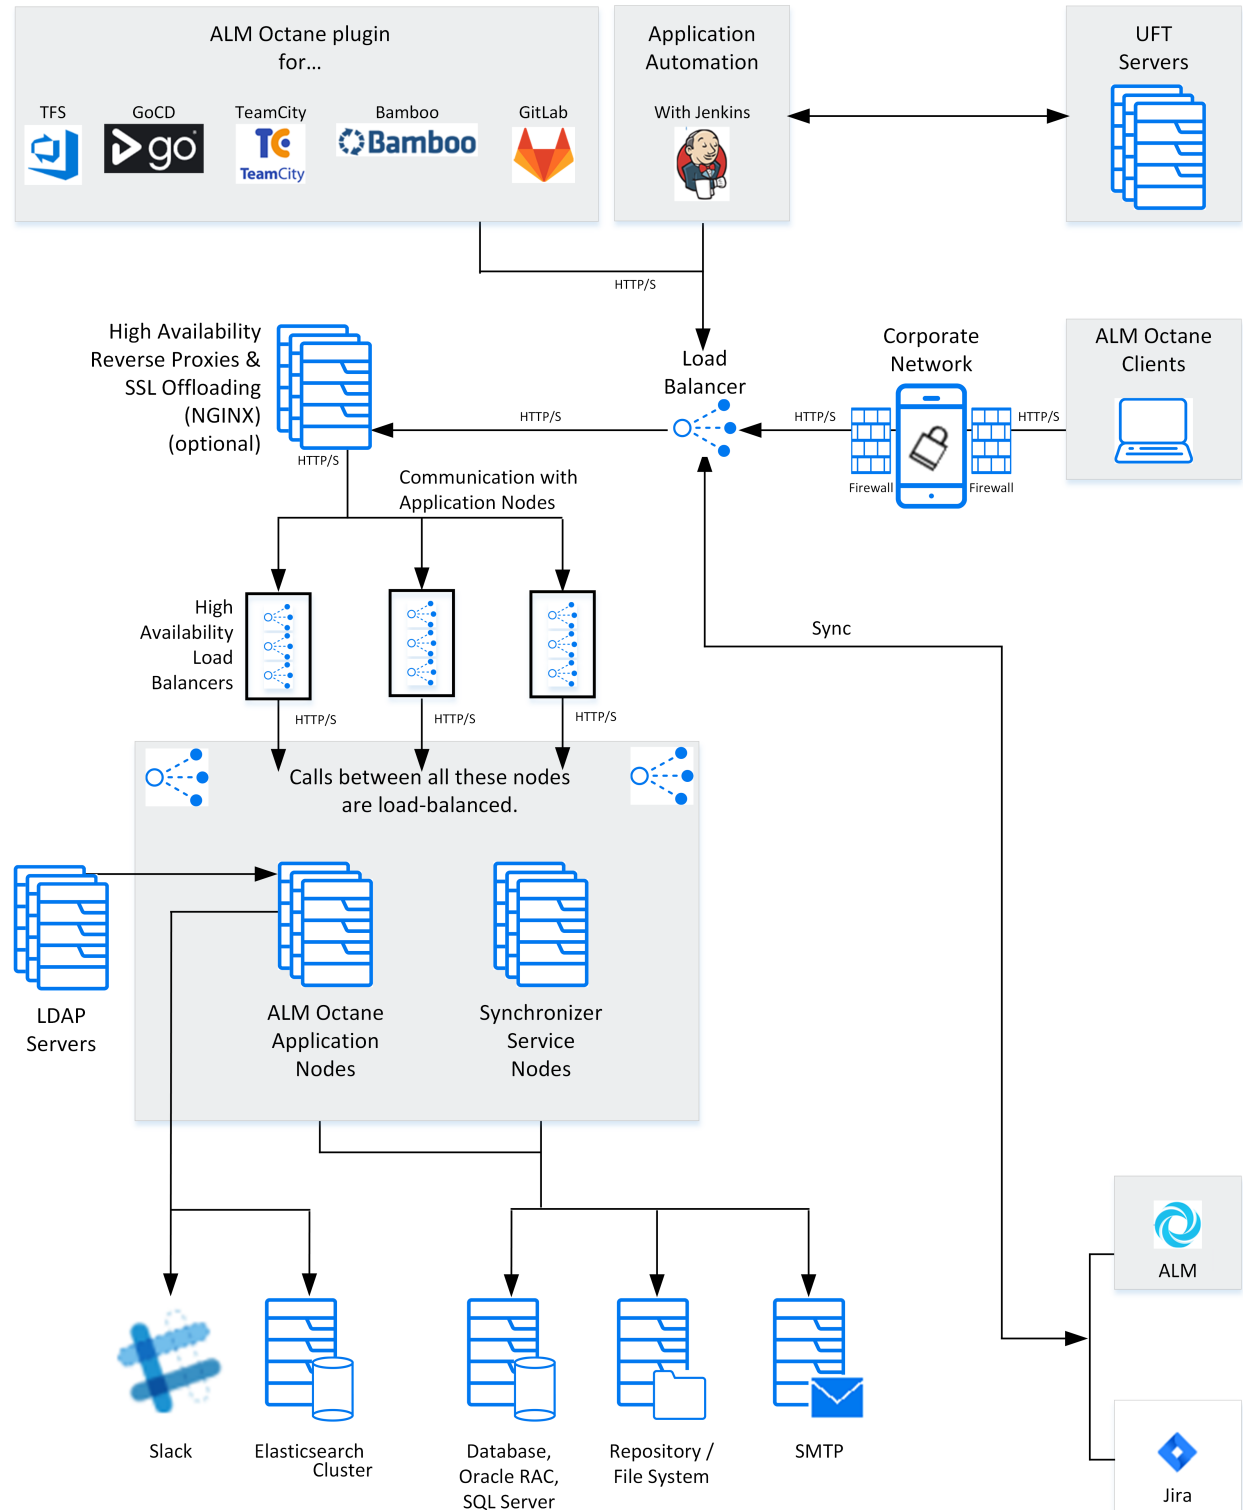 ALM Octane plugin
for...
TFS
GoCD
TeamCity
Bamboo
GitLab
go
TC
TeamCity
Bamboo
Application
Automation
With Jenkins
UFT
Servers
HTTP/S
High Availability
Reverse Proxies &
SSL Offloading
(NGINX)
(optional)
HTTP/S
HTTP/S
Load
Balancer
Corporate
Network
HTTP/S
HTTP/S
Firewall
Firewall
ALM Octane
Clients
Communication with
Application Nodes
High
Availability
Load
Balancers
Sync
HTTP/S
HTTP/S
HTTP/S
Calls between all these nodes
are load-balanced.
LDAP
Servers
ALM Octane
Application
Nodes
Synchronizer
Service
Nodes
ALM
Jira
Slack
Elasticsearch
Cluster
Database,
Oracle RAC,
SQL Server
Repository /
File System
SMTP